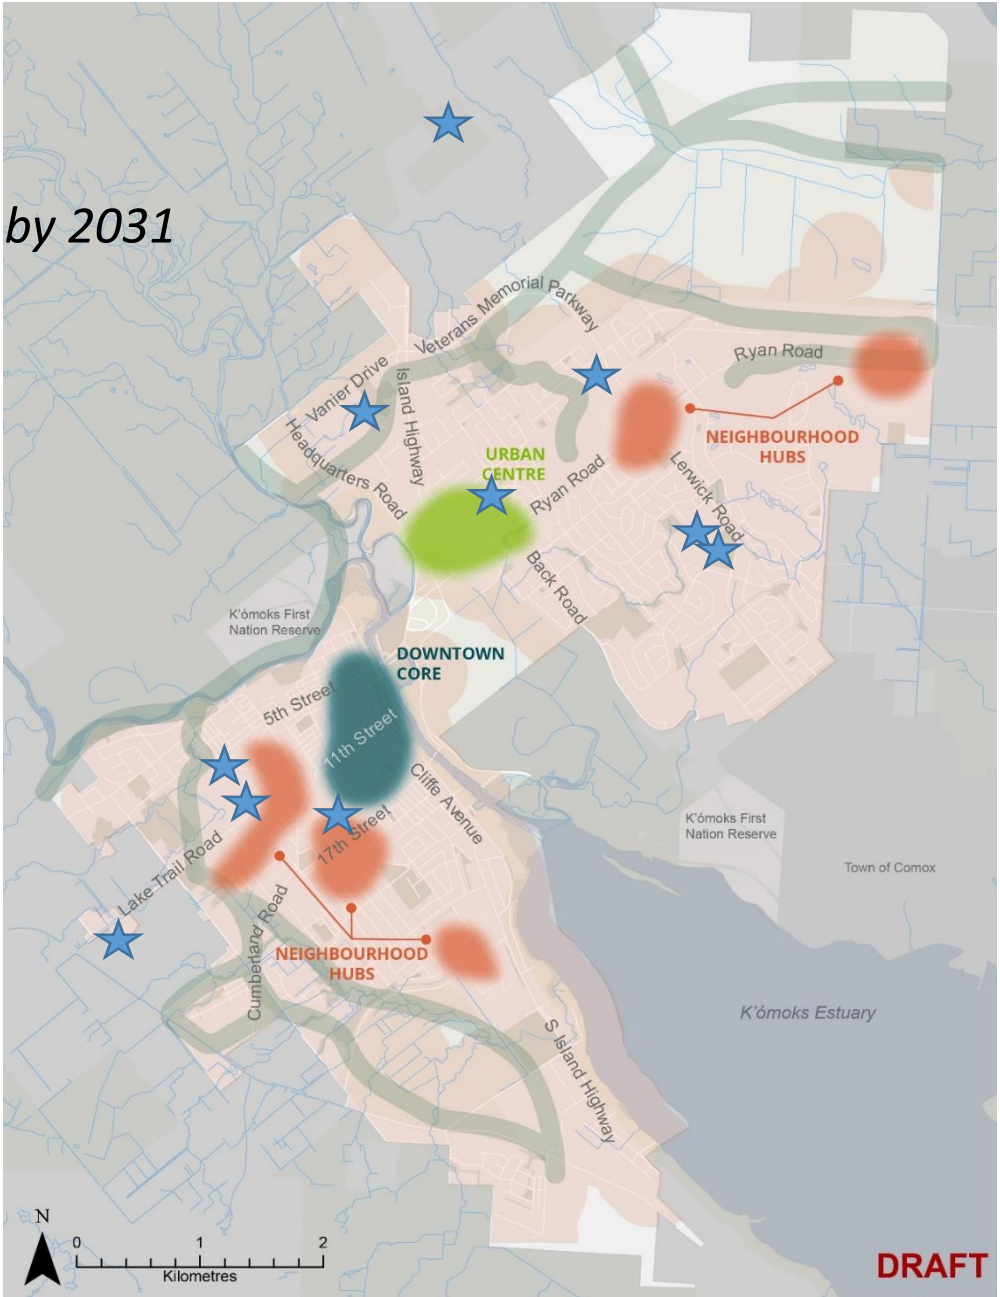 by 2031
Veterans Memorial Parkway
Vanier Drive
Island Highway
Headquarters Road
Ryan Road
NEIGHBOURHOOD
HUBS
URBAN
CENTRE
Ryan Road
Lerwick Road
Back Road
K'ómoks First
Nation Reserve
DOWNTOWN
CORE
5th Street
11th Street
Cliffe Avenue
17th Street
K'ómoks First
Nation Reserve
Town of Comox
Lake Trail Road
Cumberland Road
NEIGHBOURHOOD
HUBS
K'ómoks Estuary
S Island Highway
N
0 1 2
Kilometres
DRAFT